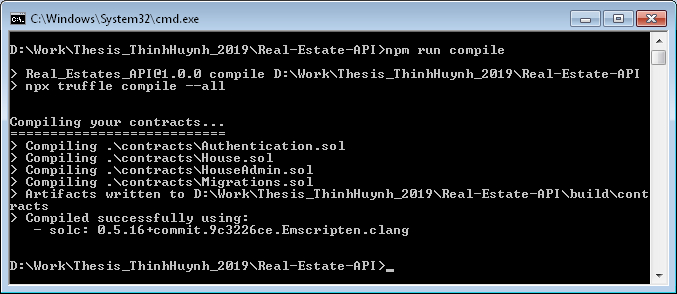 C:\Windows\System32\cmd.exe
D:\Work\Thesis_ThinhHuynh_2019\Real-Estate-API>npm run compile
> Real_Estates_API@1.0.0 compile D:\Work\Thesis_ThinhHuynh_2019\Real-Estate-API
> npx truffle compile --all
Compiling your contracts...
===========================
> Compiling .\contracts\Authentication.sol
> Compiling .\contracts\House.sol
> Compiling .\contracts\HouseAdmin.sol
> Compiling .\contracts\Migrations.sol
> Artifacts written to D:\Work\Thesis_ThinhHuynh_2019\Real-Estate-API\build\cont
racts
> Compiled successfully using:
   - solc: 0.5.16+commit.9c3226ce.Emscripten.clang
D:\Work\Thesis_ThinhHuynh_2019\Real-Estate-API>_